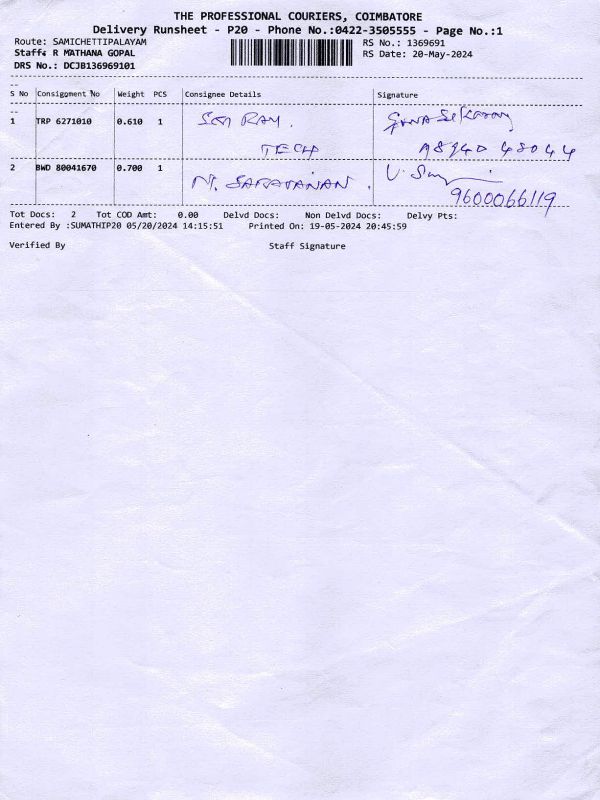 THE PROFESSIONAL COURIERS, COIMBATORE
Delivery Runsheet - P20 - Phone No.:0422-3505555 - Page No.:1
Route: SAMICHETTIPALAYAM RS No.: 1369691
Staff: R MATHANA GOPAL RS Date: 20-May-2024
DRS No.: DCJB136969101
S No Consignment No Weight PCS Consignee Details Signature
1 TRP 6271010 0.610 1 RAM
TECH 48044
2 BWD 80041670 0.700 1 N. SARAVANAN.
9600066119
Tot Docs: 2 Tot COD Amt: 0.00 Delvd Docs: Non Delvd Docs: Delvy Pts:
Entered By :SUMATHIP20 05/20/2024 14:15:51 Printed On: 19-05-2024 20:45:59
Verified By Staff Signature